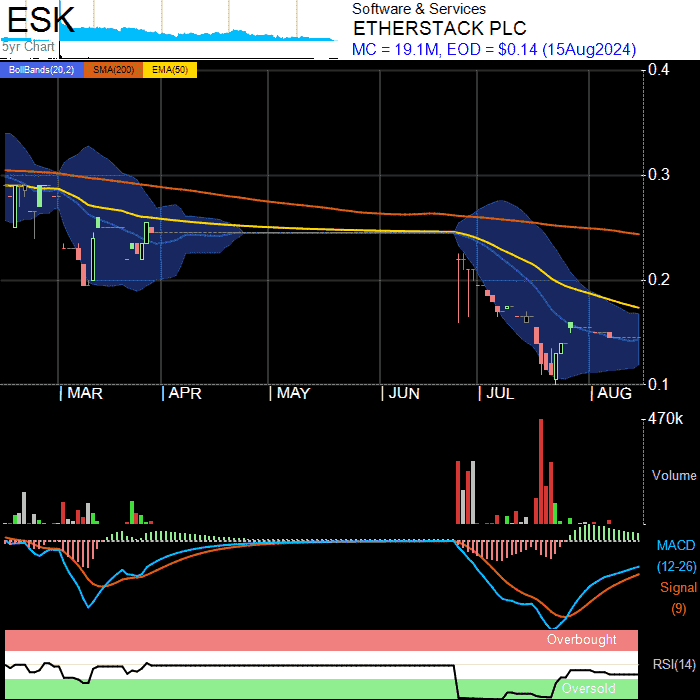 ESK
5yr Chart
Software & Services
ETHERSTACK PLC
MC = 19.1M, EOD = $0.14 (15Aug2024)
BollBands(20,2) SMA(200) EMA(50)
0.4
0.3
0.2
0.1
MAR APR MAY JUN JUL AUG
470k
Volume
MACD
(12-26)
Signal
(9)
Overbought
RSI(14)
Oversold